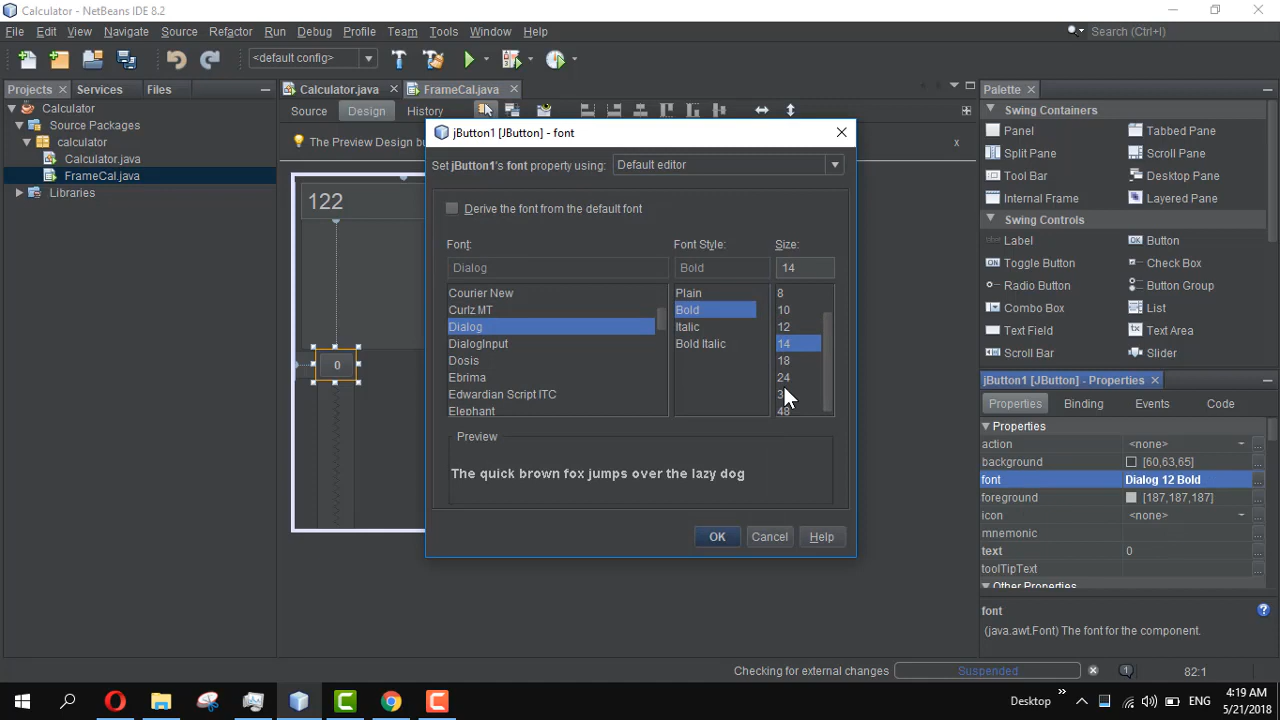 Calculator - NetBeans IDE 8.2
File Edit View Navigate Source Refactor Run Debug Profile Team Tools Window Help
Search (Ctrl+I)
<default config>
Projects Services Files
Calculator.java FrameCal.java
Palette
Calculator
Source Packages
calculator
Calculator.java
FrameCal.java
Libraries
Source Design History
The Preview Design
x
122
0
jButton1 [JButton] - font
Set jButton1's font property using: Default editor
Derive the font from the default font
Font: Font Style: Size:
Dialog Bold 14
Courier New Plain 8
Curlz MT Bold 10
Dialog Italic 12
DialogInput Bold Italic 14
Dosis 18
Ebrima 24
Edwardian Script ITC
Elephant 48
Preview
The quick brown fox jumps over the lazy dog
OK Cancel Help
Swing Containers
Panel Tabbed Pane
Split Pane Scroll Pane
Tool Bar Desktop Pane
Internal Frame Layered Pane
Swing Controls
Label Button
Toggle Button Check Box
Radio Button Button Group
Combo Box List
Text Field Text Area
Scroll Bar Slider
jButton1 [JButton] - Properties
Properties Binding Events Code
Properties
action <none>
background [60,63,65]
font Dialog 12 Bold
foreground [187,187,187]
icon <none>
mnemonic
text 0
toolTipText
Other Properties
font
(java.awt.Font) The font for the component.
Checking for external changes Suspended 1 82:1
Desktop ENG 4:19 AM
5/21/2018